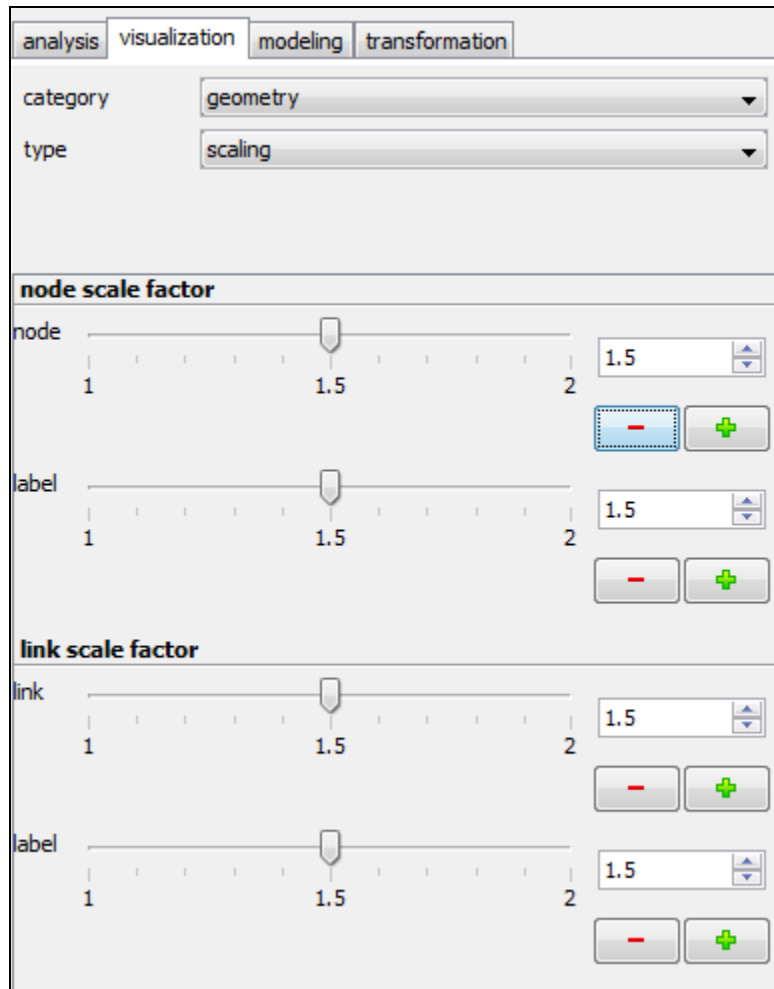 analysis visualization modeling transformation
category geometry
type scaling
node scale factor
node 1.5
1 1.5 2
label 1.5
1 1.5 2
link scale factor
link 1.5
1 1.5 2
label 1.5
1 1.5 2